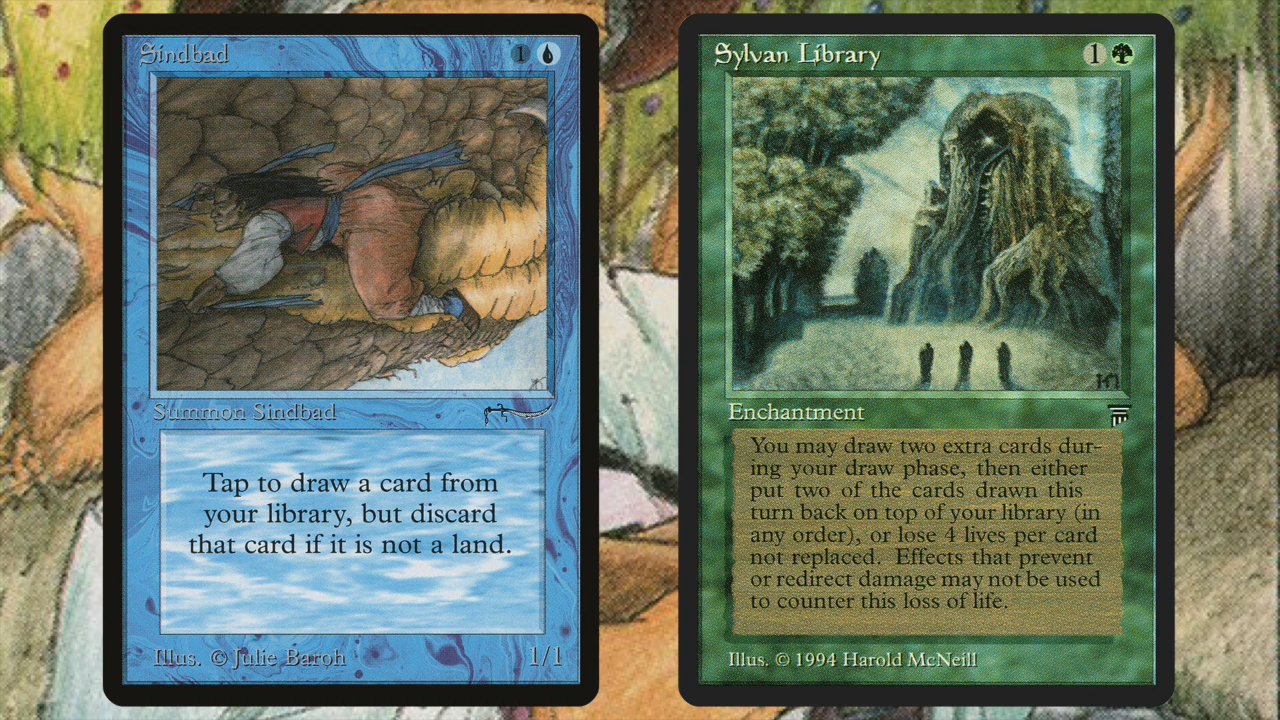 Sindbad 1
Summon Sindbad
Tap to draw a card from
your library, but discard
that card if it is not a land.
Illus. © Julie Baroh 1/1
Sylvan Library 1
Enchantment
You may draw two extra cards dur-
ing your draw phase, then either
put two of the cards drawn this
turn back on top of your library (in
any order), or lose 4 lives per card
not replaced. Effects that prevent
or redirect damage may not be used
to counter this loss of life.
Illus. © 1994 Harold McNeill